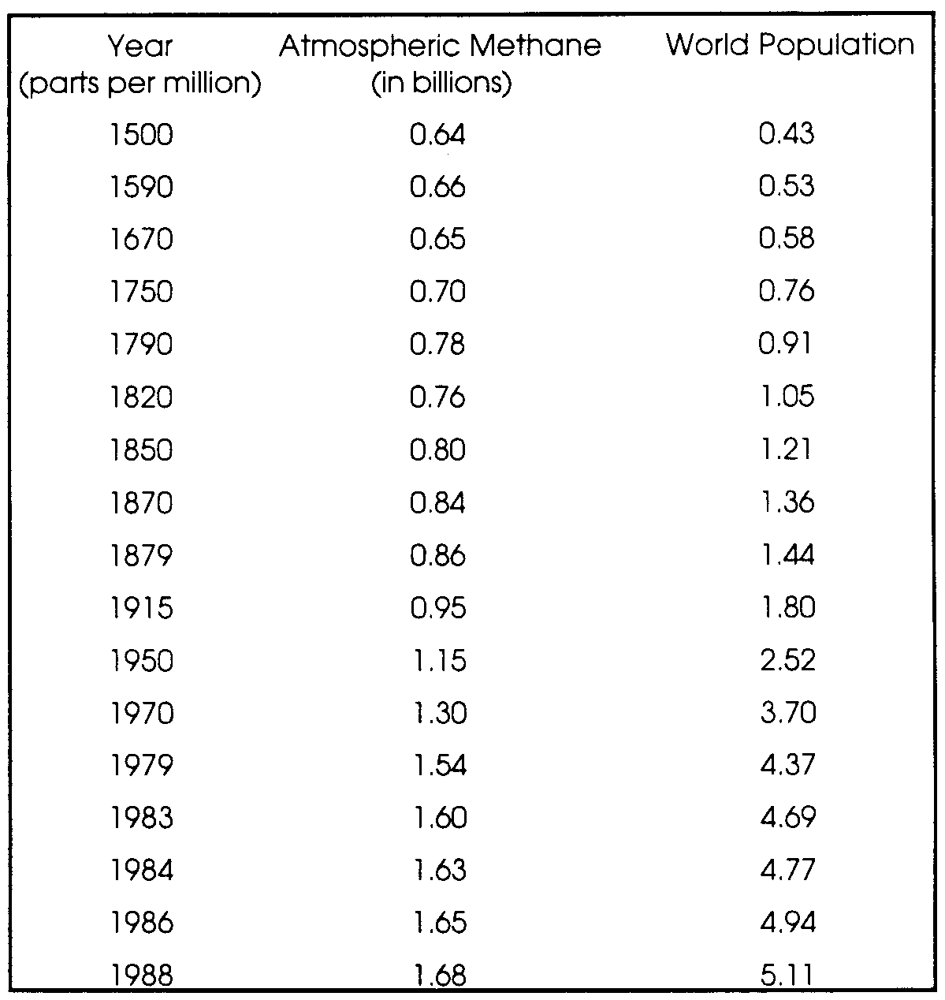 Year Atmospheric Methane World Population
(parts per million) (in billions)
1500 0.64 0.43
1590 0.66 0.53
1670 0.65 0.58
1750 0.70 0.76
1790 0.78 0.91
1820 0.76 1.05
1850 0.80 1.21
1870 0.84 1.36
1879 0.86 1.44
1915 0.95 1.80
1950 1.15 2.52
1970 1.30 3.70
1979 1.54 4.37
1983 1.60 4.69
1984 1.63 4.77
1986 1.65 4.94
1988 1.68 5.11